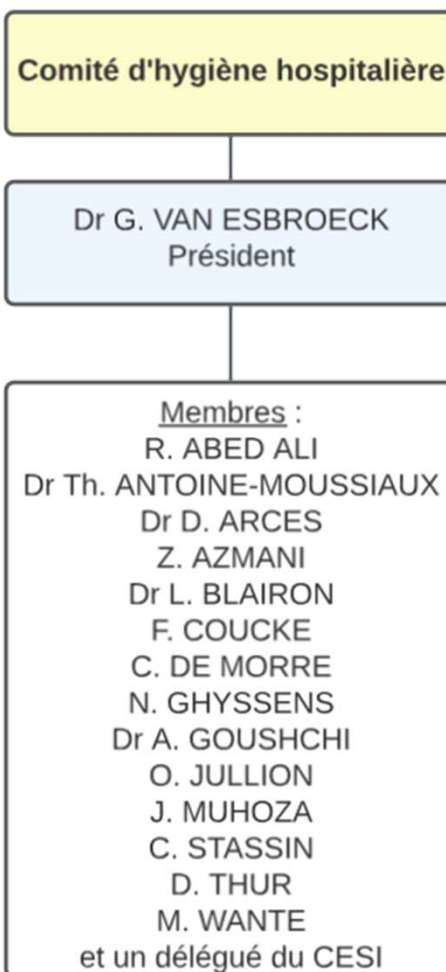 Comité d'hygiène hospitalière
Dr G. VAN ESBROECK
Président
Membres :
R. ABED ALI
Dr Th. ANTOINE-MOUSSIAUX
Dr D. ARCES
Z. AZMANI
Dr L. BLAIRON
F. COUCKE
C. DE MORRE
N. GHYSSENS
Dr A. GOUSHCHI
O. JULLION
J. MUHOZA
C. STASSIN
D. THUR
M. WANTE
et un délégué du CESI